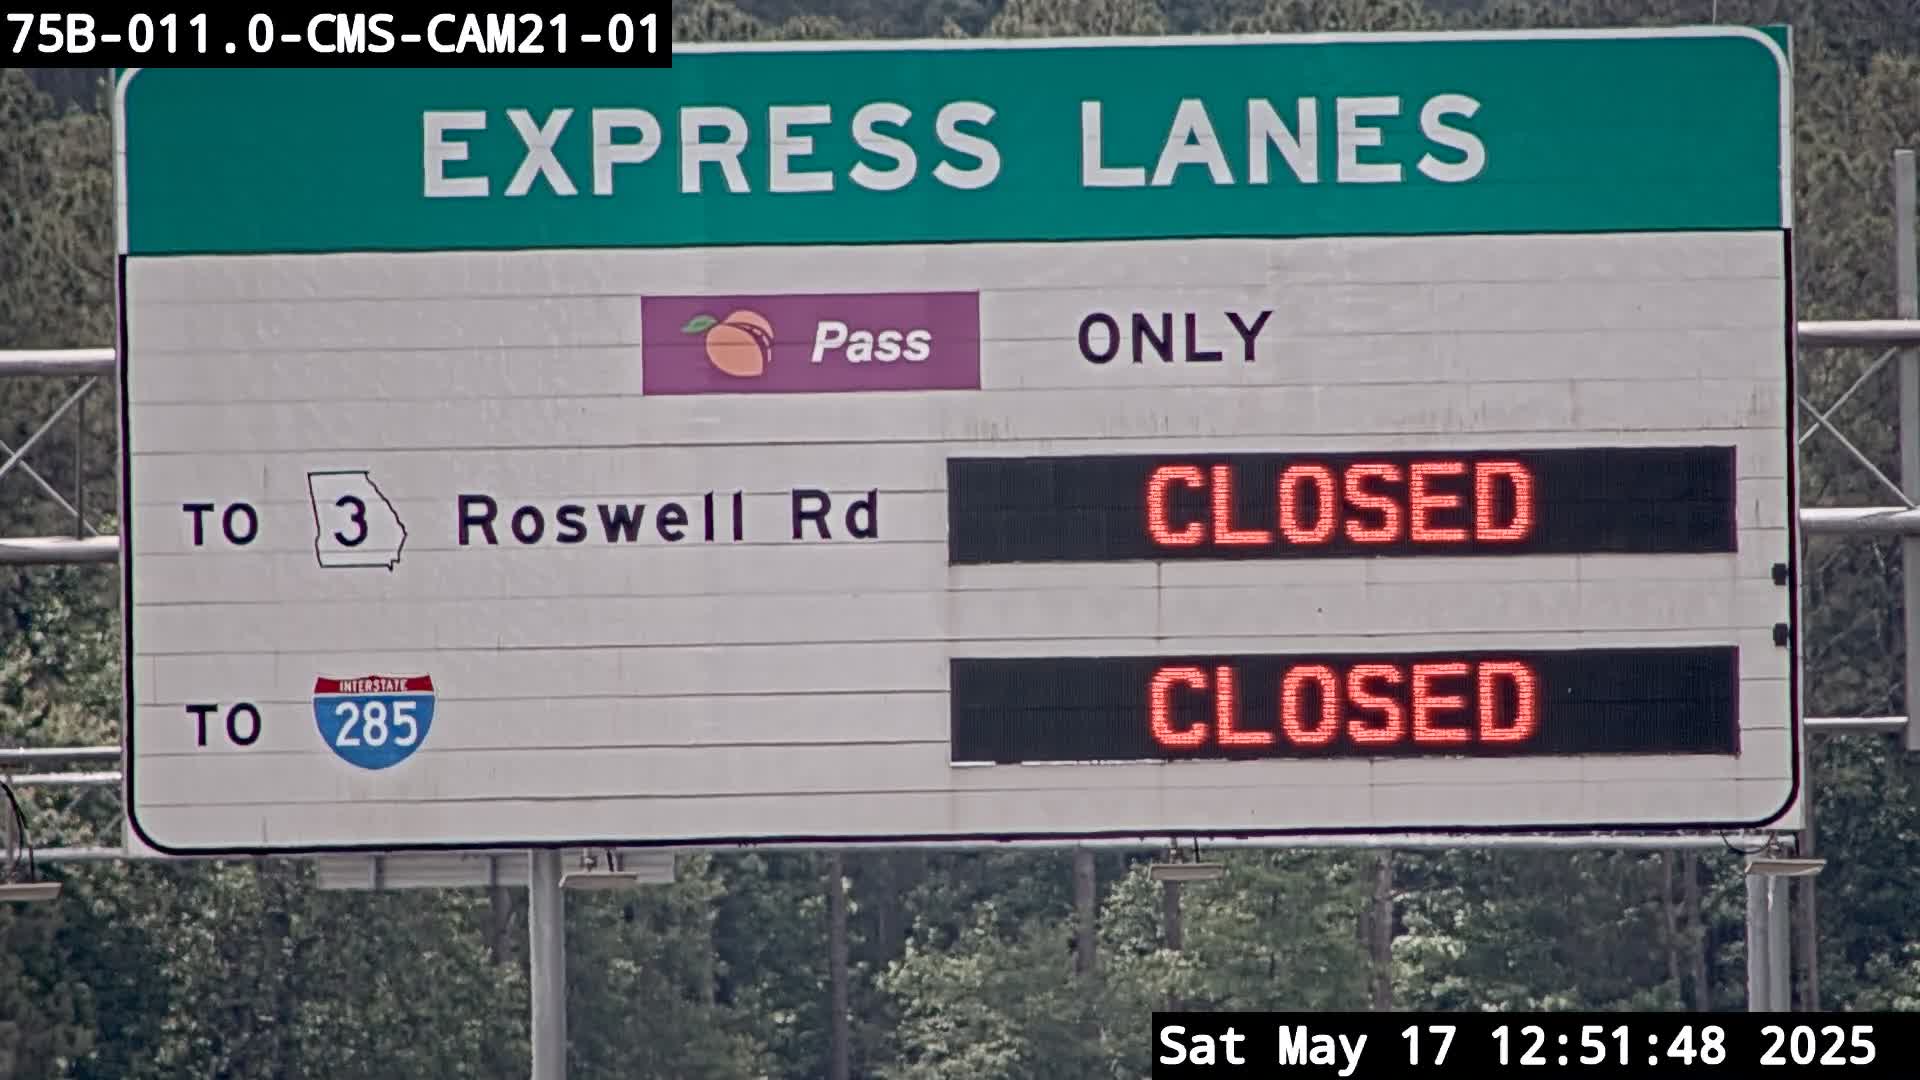 75B-011.0-CMS-CAM21-01
EXPRESS LANES
Pass ONLY
TO 3 Roswell Rd CLOSED
TO INTERSTATE 285 CLOSED
Sat May 17 12:51:48 2025